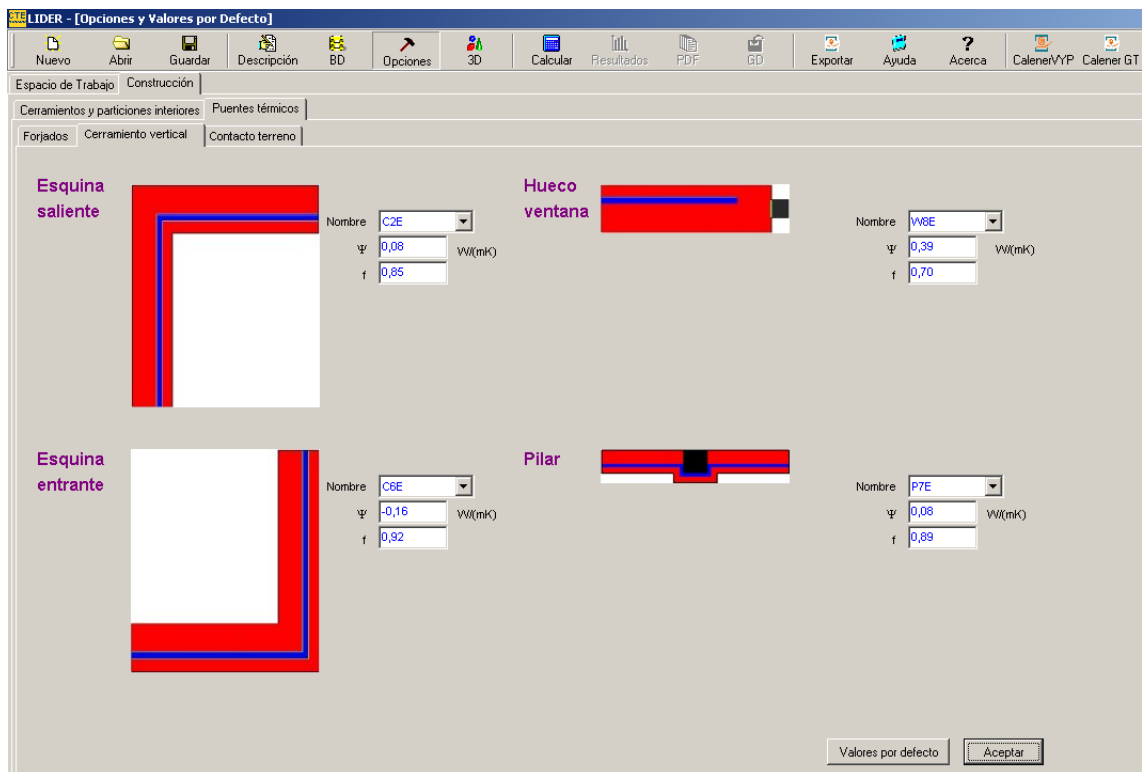 CTE LIDER - [Opciones y Valores por Defecto]
Nuevo Abrir Guardar Descripción BD Opciones 3D Calcular Resultados PDF GD Exportar Ayuda Acerca CalenerVYP Calener GT
Espacio de Trabajo Construcción
Cerramientos y particiones interiores Puentes térmicos
Forjados Cerramiento vertical Contacto terreno
Esquina saliente
Nombre C2E
Ψ 0,08 W/(mK)
f 0,85
Hueco ventana
Nombre W8E
Ψ 0,39 W/(mK)
f 0,70
Esquina entrante
Nombre C6E
Ψ -0,16 W/(mK)
f 0,92
Pilar
Nombre P7E
Ψ 0,08 W/(mK)
f 0,89
Valores por defecto Aceptar